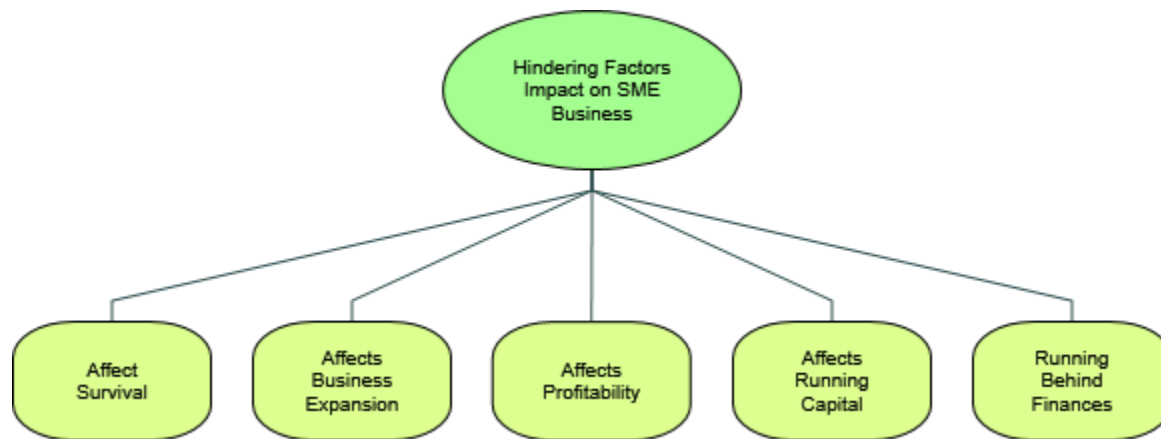 Hindering Factors
Impact on SME
Business
Affect
Survival
Affects
Business
Expansion
Affects
Profitability
Affects
Running
Capital
Running
Behind
Finances